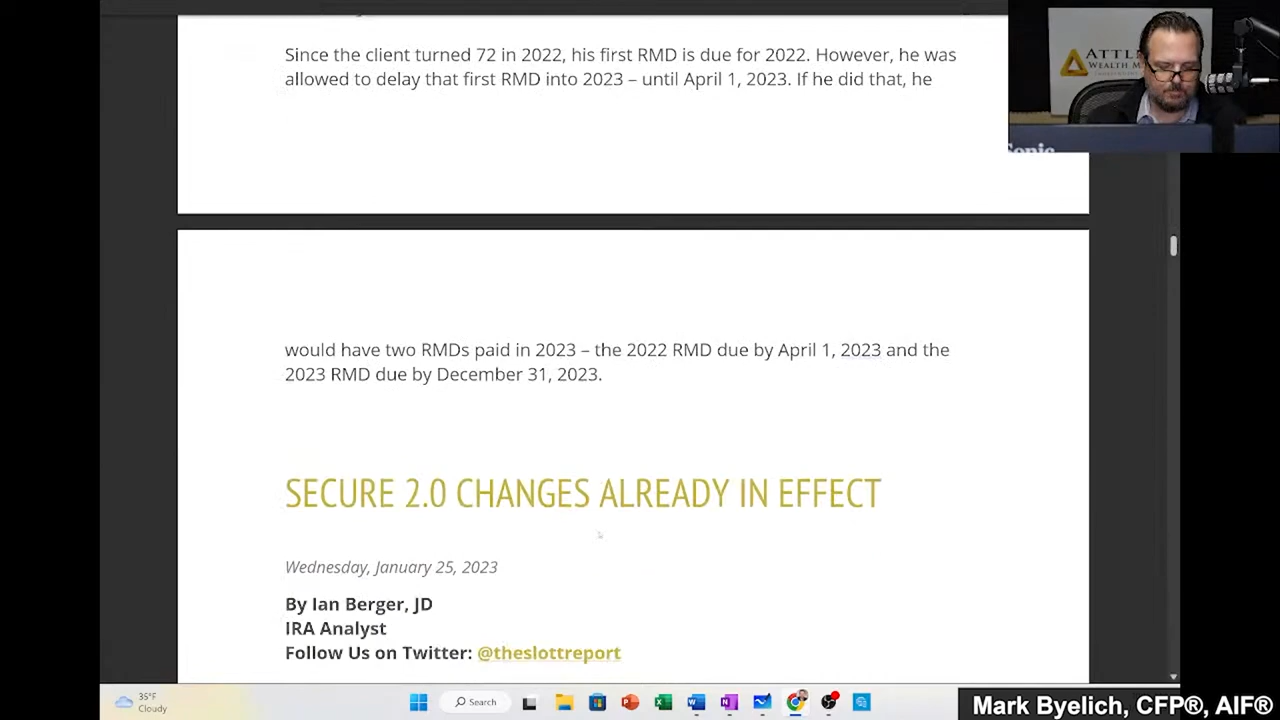 Since the client turned 72 in 2022, his first RMD is due for 2022. However, he was
allowed to delay that first RMD into 2023 – until April 1, 2023. If he did that, he
would have two RMDs paid in 2023 – the 2022 RMD due by April 1, 2023 and the
2023 RMD due by December 31, 2023.
SECURE 2.0 CHANGES ALREADY IN EFFECT
Wednesday, January 25, 2023
By Ian Berger, JD
IRA Analyst
Follow Us on Twitter: @theslottreport
35°F
Cloudy
Search
Mark Byelich, CFP®, AIF®